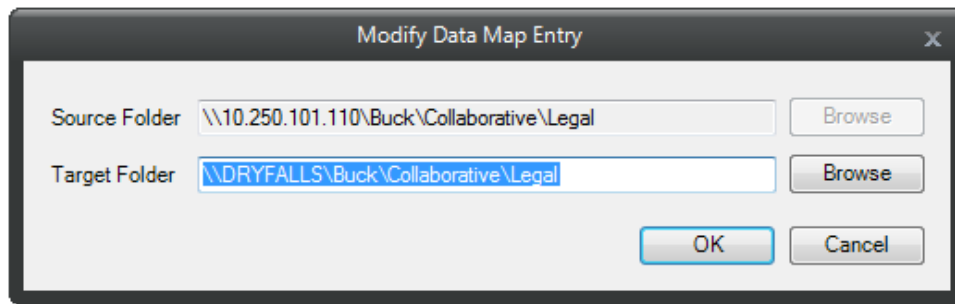 Modify Data Map Entry x
Source Folder \\10.250.101.110\Buck\Collaborative\Legal Browse
Target Folder \\DRYFALLS\Buck\Collaborative\Legal Browse
OK Cancel